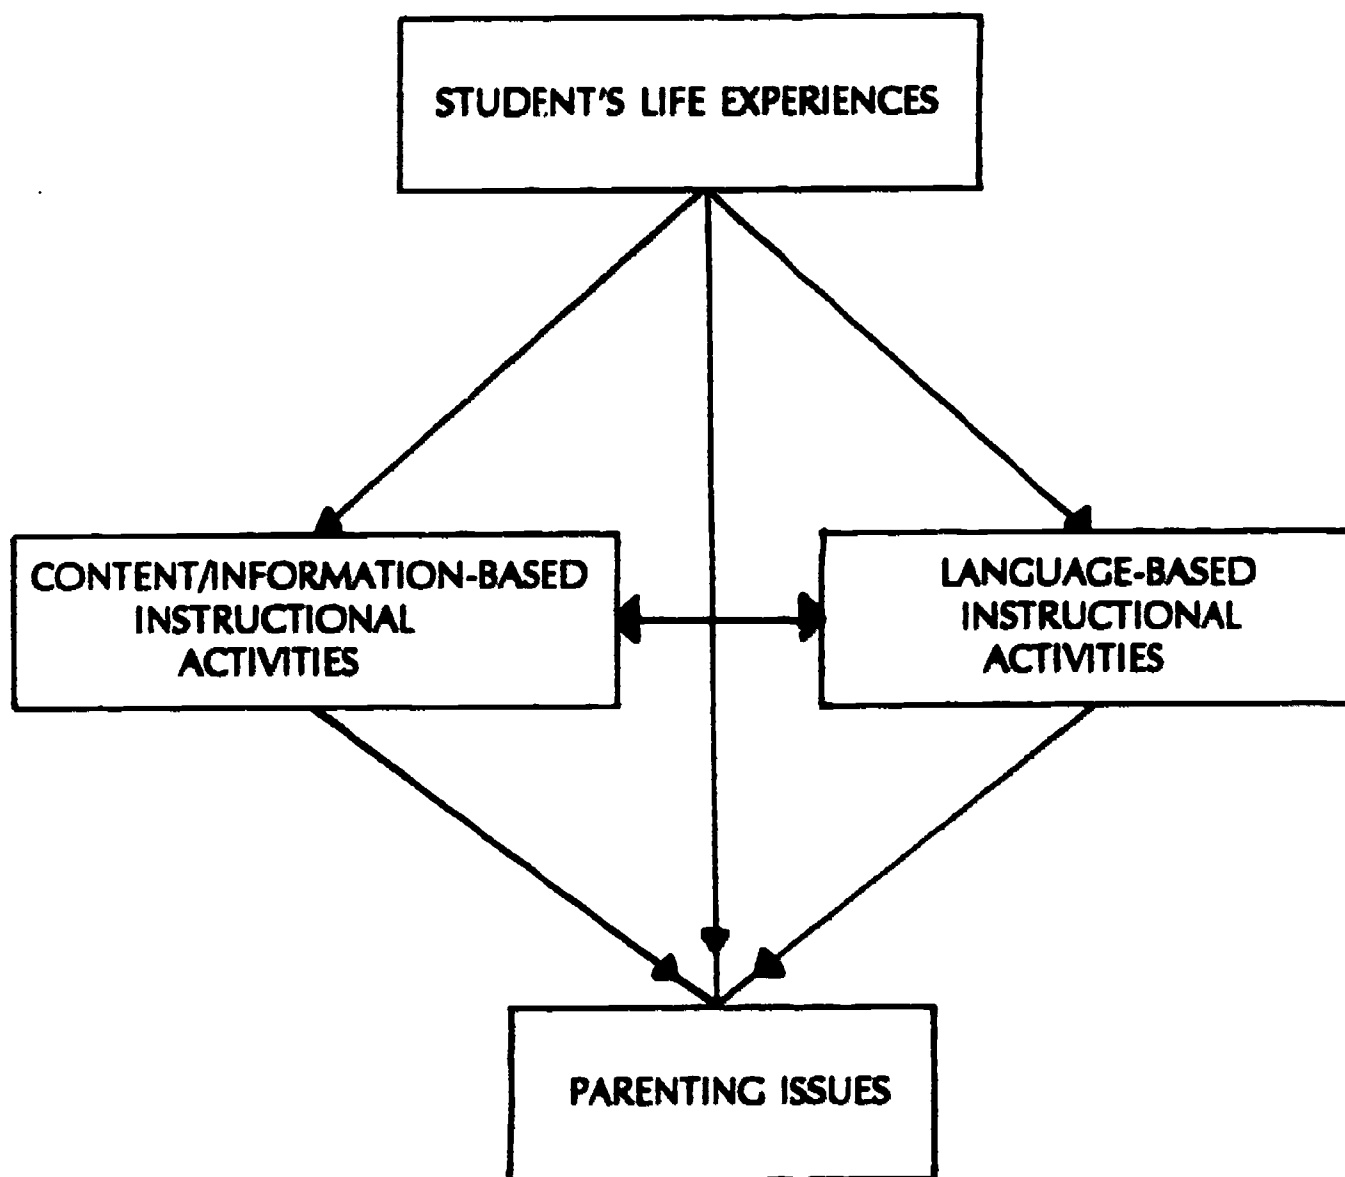 STUDENT'S LIFE EXPERIENCES
CONTENT/INFORMATION-BASED
INSTRUCTIONAL
ACTIVITIES
LANGUAGE-BASED
INSTRUCTIONAL
ACTIVITIES
PARENTING ISSUES